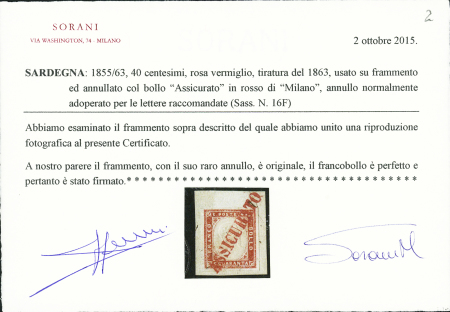 2
SORANI
VIA WASHINGTON, 74 - MILANO
2 ottobre 2015.
SARDEGNA: 1855/63, 40 centesimi, rosa vermiglio, tiratura del 1863, usato su frammento
ed annullato col bollo “Assicurato” in rosso di “Milano”, annullo normalmente
adoperato per le lettere raccomandate (Sass. N. 16F)
Abbiamo esaminato il frammento sopra descritto del quale abbiamo unito una riproduzione
fotografica al presente Certificato.
A nostro parere il frammento, con il suo raro annullo, è originale, il francobollo è perfetto e
pertanto è stato firmato. * * * * * * * * * * * * * * * * * * * * * * * * * * * * * * * * * * * *
ASSICURATO
Sorani